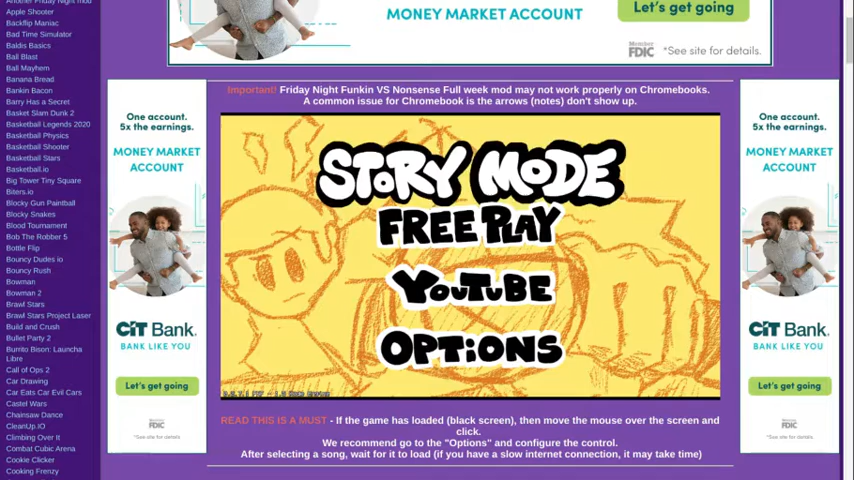 Another Friday Night mod
Apple Shooter
Backflip Maniac
Bad Time Simulator
Baldis Basics
Ball Blast
Ball Mayhem
Banana Bread
Bankin Bacon
Barry Has a Secret
Basket Slam Dunk 2
Basketball Legends 2020
Basketball Physics
Basketball Shooter
Basketball Stars
Basketball.io
Big Tower Tiny Square
Biters.io
Blocky Gun Paintball
Blocky Snakes
Blood Tournament
Bob The Robber 5
Bottle Flip
Bouncy Dudes io
Bouncy Rush
Bowman
Bowman 2
Brawl Stars
Brawl Stars Project Laser
Build and Crush
Bullet Party 2
Burrito Bison: Launcha
Libre
Call of Ops 2
Car Drawing
Car Eats Car Evil Cars
Castel Wars
Chainsaw Dance
CleanUp.IO
Climbing Over It
Combat Cubic Arena
Cookie Clicker
Cooking Frenzy
MONEY MARKET ACCOUNT
Let's get going
Member
FDIC
*See site for details.
One account.
5x the earnings.
MONEY MARKET
ACCOUNT
CIT Bank.
BANK LIKE YOU
Let's get going
Member
FDIC
*See site for details.
Important! Friday Night Funkin VS Nonsense Full week mod may not work properly on Chromebooks.
A common issue for Chromebook is the arrows (notes) don't show up.
STORY MODE
FREEPLAY
YOUTUBE
OPTIONS
READ THIS IS A MUST - If the game has loaded (black screen), then move the mouse over the screen and
click.
We recommend go to the "Options" and configure the control.
After selecting a song, wait for it to load (if you have a slow internet connection, it may take time)
One account.
5x the earnings.
MONEY MARKET
ACCOUNT
CIT Bank.
BANK LIKE YOU
Let's get going
Member
FDIC
*See site for details.